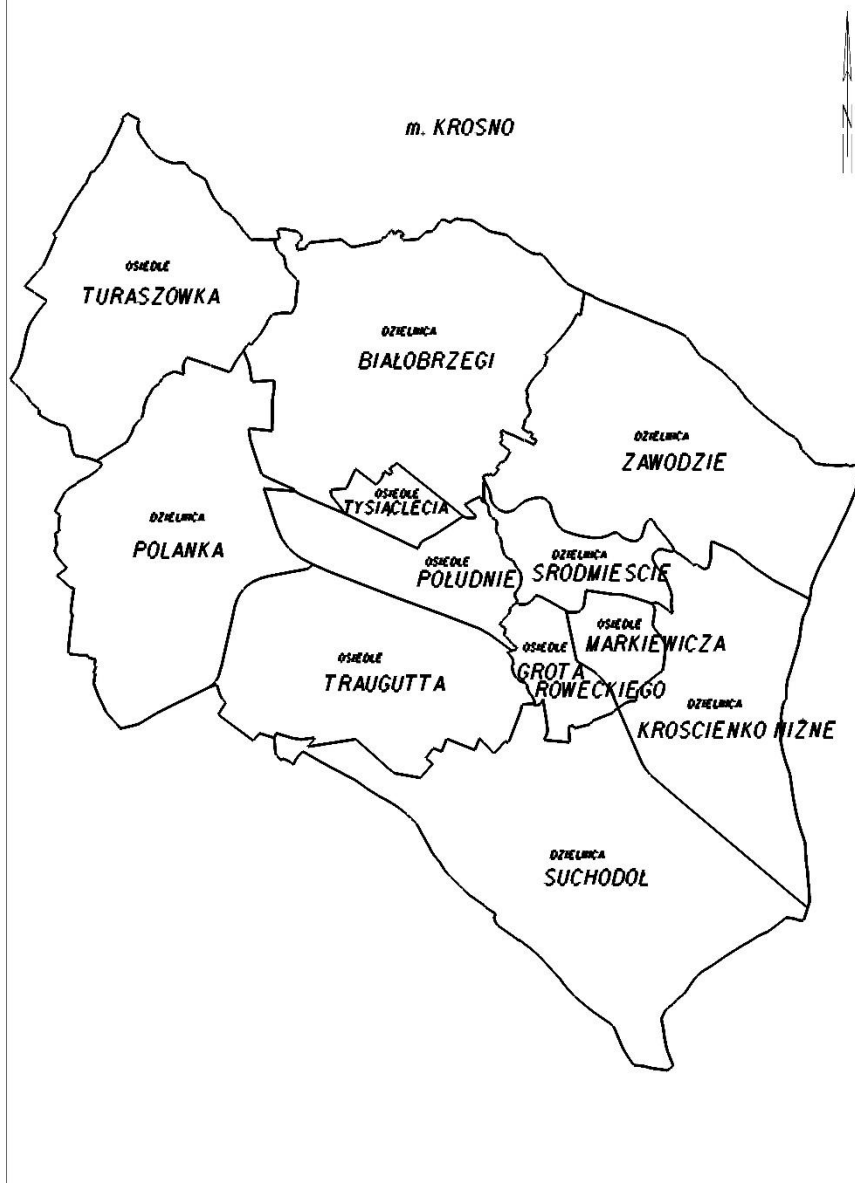 m. KROSNO
OSIEDLE
TURASZOWKA
DZIELNICA
BIAŁOBRZEGI
DZIELNICA
ZAWODZIE
OSIEDLE
TYSIĄCLECIA
DZIELNICA
POLANKA
OSIEDLE
POŁUDNIE
DZIELNICA
SRODMIESCIE
OSIEDLE
MARKIEWICZA
OSIEDLE
GROTA
ROWECKIEGO
OSIEDLE
TRAUGUTTA
DZIELNICA
KROSCIENKO NIŻNE
DZIELNICA
SUCHODOŁ
N